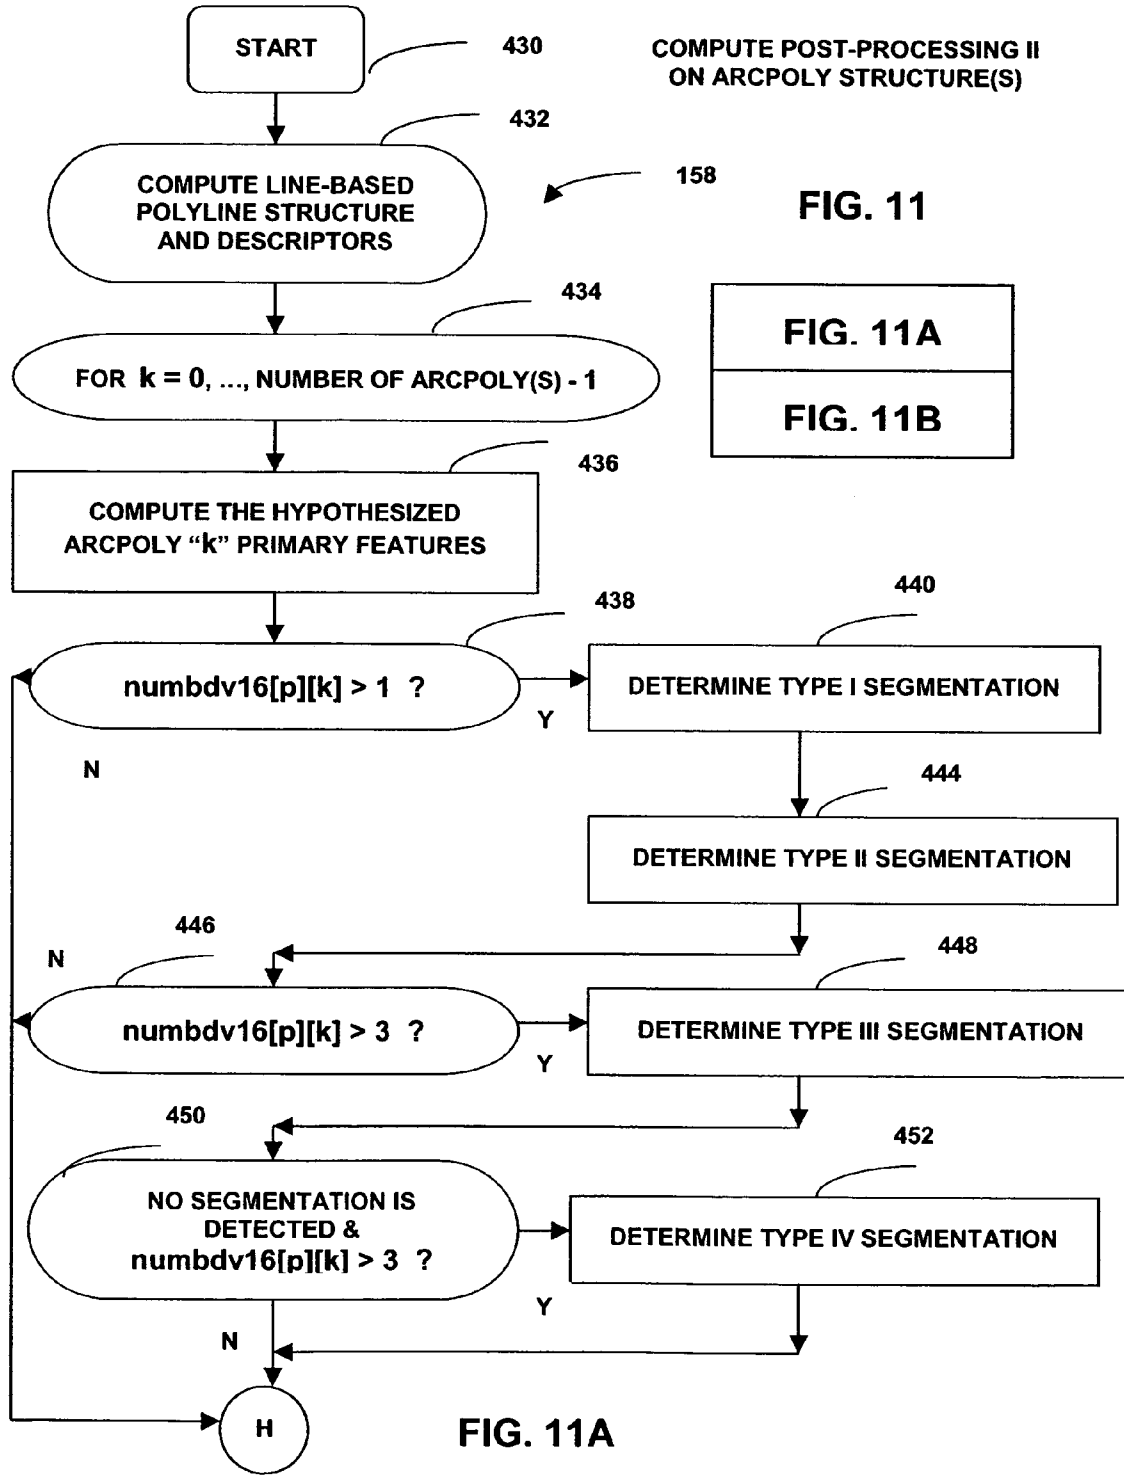 START
430
COMPUTE POST-PROCESSING II
ON ARCPOLY STRUCTURE(S)
432
COMPUTE LINE-BASED
POLYLINE STRUCTURE
AND DESCRIPTORS
158
FIG. 11
434
FIG. 11A
FOR k = 0, ..., NUMBER OF ARCPOLY(S) - 1
FIG. 11B
436
COMPUTE THE HYPOTHESIZED
ARCPOLY “k” PRIMARY FEATURES
438
440
numbdv16[p][k] > 1 ?
DETERMINE TYPE I SEGMENTATION
Y
N
444
DETERMINE TYPE II SEGMENTATION
446
N
448
numbdv16[p][k] > 3 ?
DETERMINE TYPE III SEGMENTATION
Y
450
452
NO SEGMENTATION IS
DETECTED &
numbdv16[p][k] > 3 ?
DETERMINE TYPE IV SEGMENTATION
Y
N
H
FIG. 11A